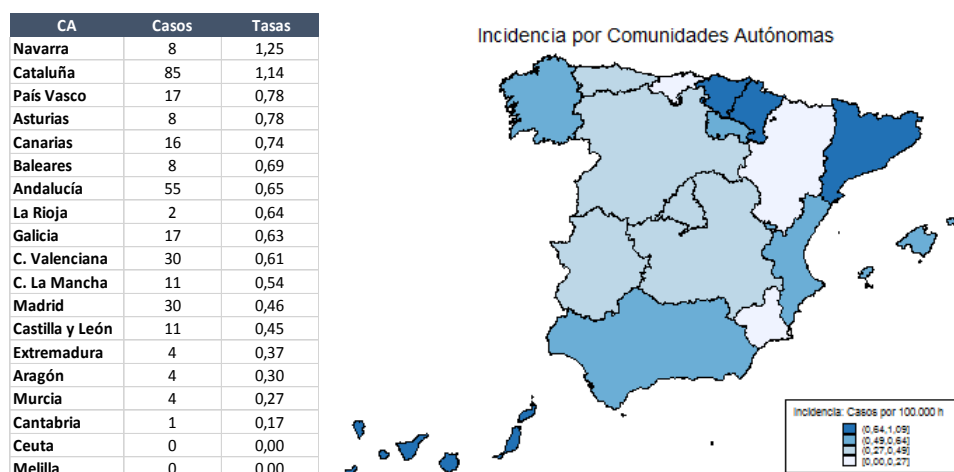 CA Casos Tasas
Navarra 8 1,25
Cataluña 85 1,14
País Vasco 17 0,78
Asturias 8 0,78
Canarias 16 0,74
Baleares 8 0,69
Andalucía 55 0,65
La Rioja 2 0,64
Galicia 17 0,63
C. Valenciana 30 0,61
C. La Mancha 11 0,54
Madrid 30 0,46
Castilla y León 11 0,45
Extremadura 4 0,37
Aragón 4 0,30
Murcia 4 0,27
Cantabria 1 0,17
Ceuta 0 0,00
Melilla 0 0,00
Incidencia por Comunidades Autónomas
Incidencia: Casos por 100.000 h
(0,64,1,09]
(0,49,0,64]
(0,27,0,49]
[0,00,0,27]